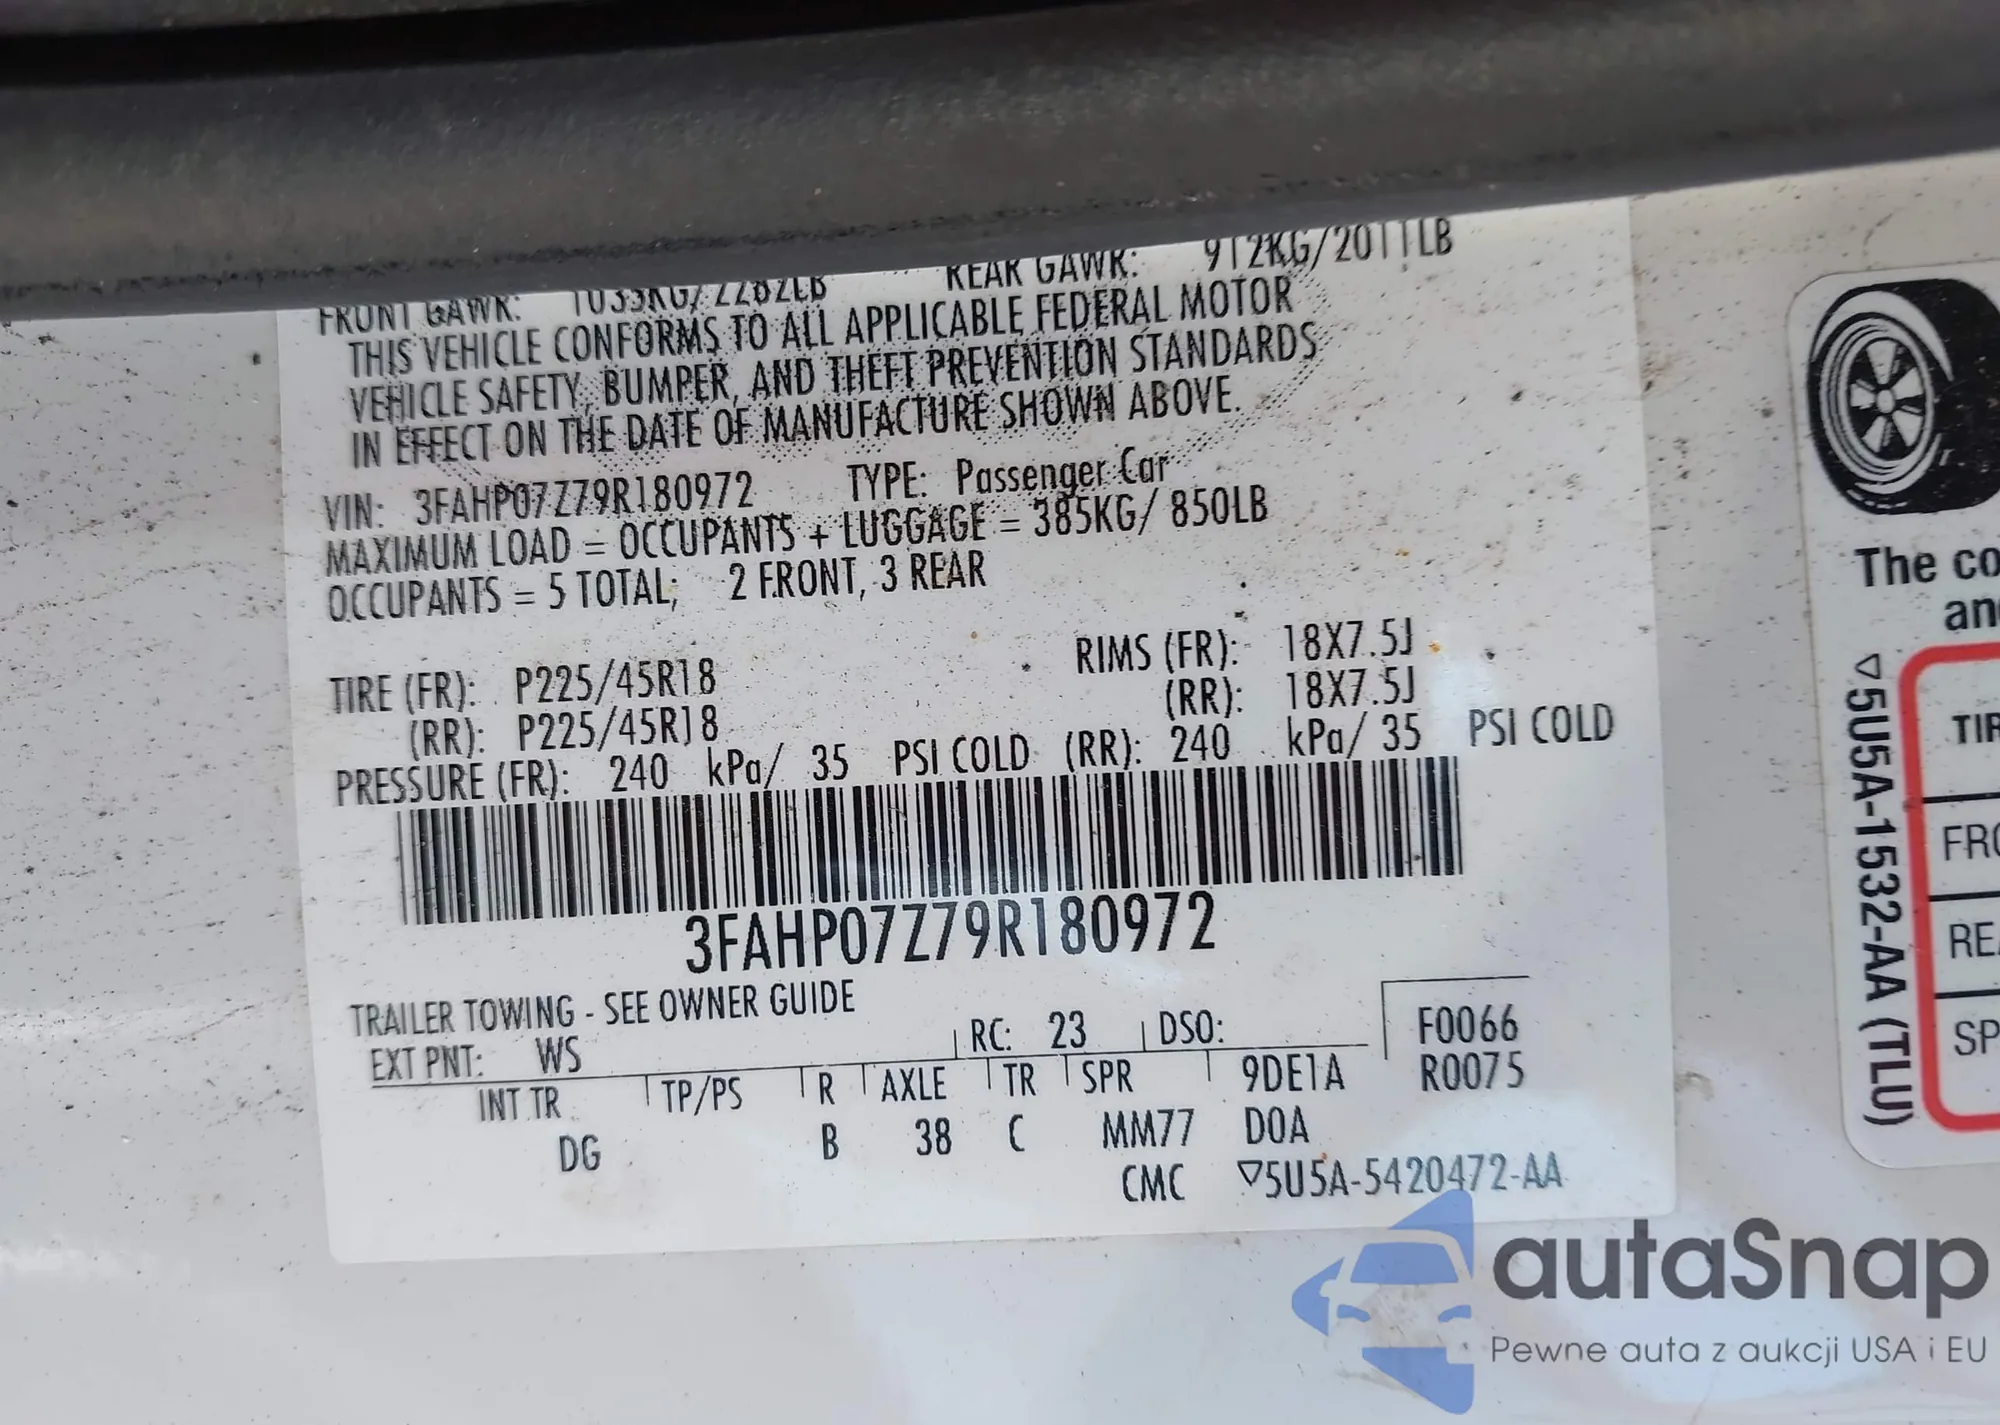 FRONT GAWR: 1035KG/2282LB REAR GAWR: 912KG/2011LB
THIS VEHICLE CONFORMS TO ALL APPLICABLE FEDERAL MOTOR
VEHICLE SAFETY, BUMPER, AND THEFT PREVENTION STANDARDS
IN EFFECT ON THE DATE OF MANUFACTURE SHOWN ABOVE.
VIN: 3FAHP07Z79R180972 TYPE: Passenger Car
MAXIMUM LOAD = OCCUPANTS + LUGGAGE = 385KG/ 850LB
OCCUPANTS = 5 TOTAL; 2 FRONT, 3 REAR
TIRE (FR): P225/45R18 RIMS (FR): 18X7.5J
(RR): P225/45R18 (RR): 18X7.5J
PRESSURE (FR): 240 kPa/ 35 PSI COLD (RR): 240 kPa/ 35 PSI COLD
3FAHP07Z79R180972
TRAILER TOWING - SEE OWNER GUIDE
EXT PNT: WS RC: 23 DSO: F0066
R0075
INT TR TP/PS R AXLE TR SPR 9DE1A
DG B 38 C MM77 D0A
CMC ▽5U5A-5420472-AA
The co
and
▽5U5A-1532-AA (TLU)
TIR
FRO
REA
SP
autaSnap
Pewne auta z aukcji USA i EU